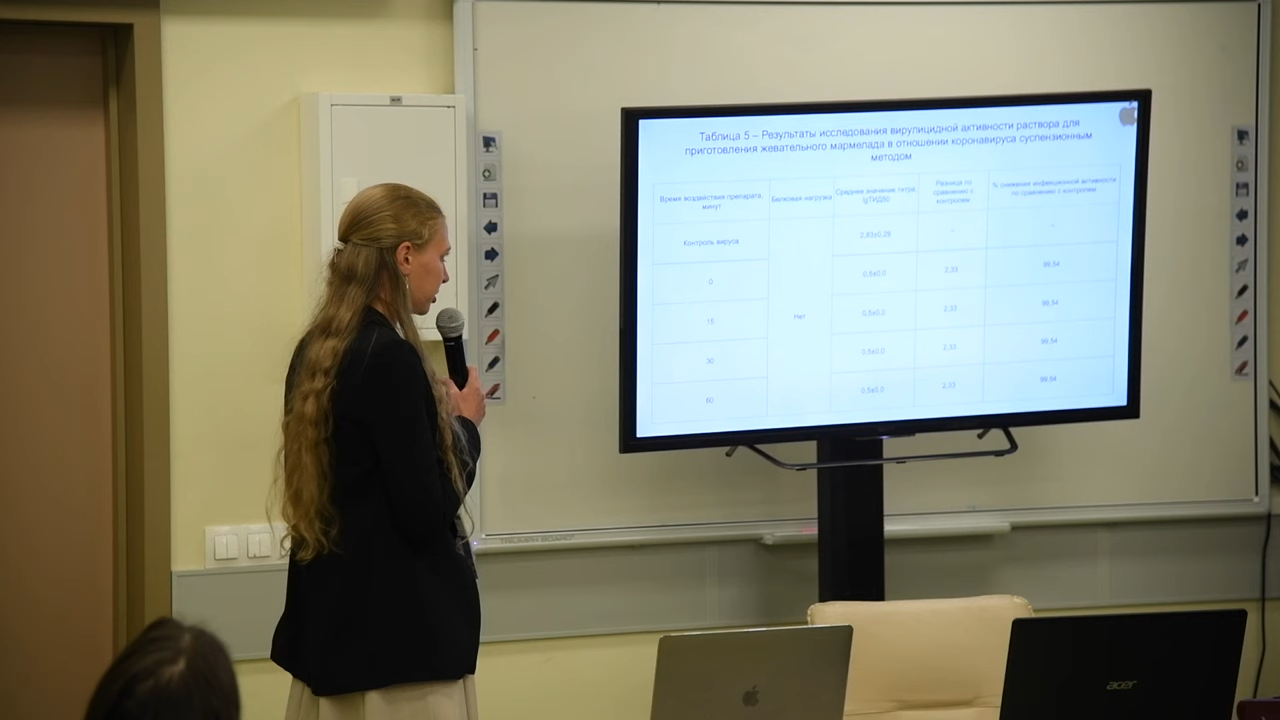 Таблица 5 – Результаты исследования вирулицидной активности раствора для
приготовления жевательного мармелада в отношении коронавируса суспензионным
методом
Время воздействия препарата, минут
Белковая нагрузка
Среднее значение титра, lgТИД50
Разница по сравнению с контролем
% снижения инфекционной активности по сравнению с контролем
Контроль вируса
Нет
2,83±0,29
–
–
0
0,5±0,0
2,33
99,54
15
0,5±0,0
2,33
99,54
30
0,5±0,0
2,33
99,54
60
0,5±0,0
2,33
99,54
TRIUMPH BOARD
acer